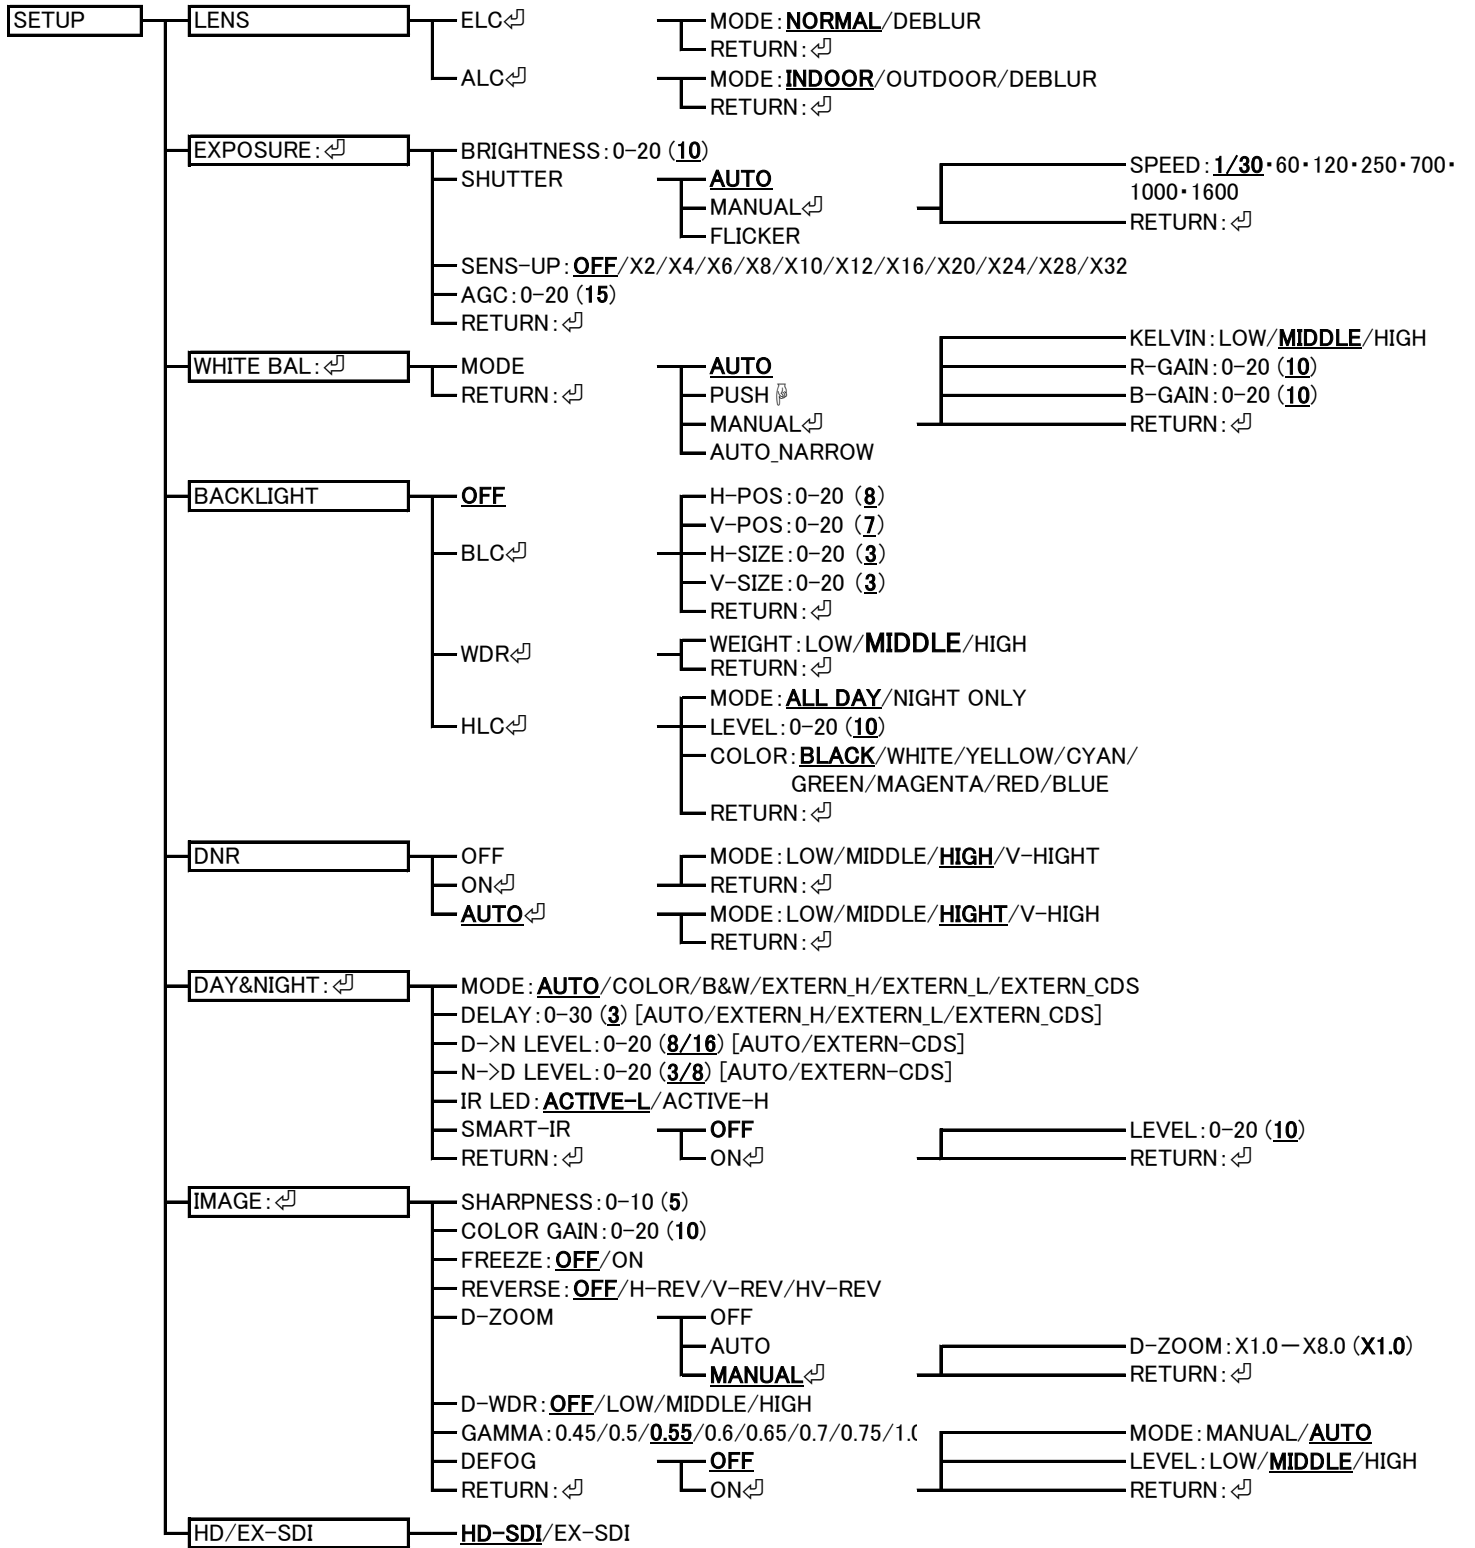 SETUP
LENS
ELC⏎
MODE:NORMAL/DEBLUR
RETURN:⏎
ALC⏎
MODE:INDOOR/OUTDOOR/DEBLUR
RETURN:⏎
EXPOSURE:⏎
BRIGHTNESS:0-20 (10)
SHUTTER
AUTO
MANUAL⏎
SPEED:1/30・60・120・250・700・
1000・1600
RETURN:⏎
FLICKER
SENS-UP:OFF/X2/X4/X6/X8/X10/X12/X16/X20/X24/X28/X32
AGC:0-20 (15)
RETURN:⏎
WHITE BAL:⏎
MODE
AUTO
PUSH
MANUAL⏎
KELVIN:LOW/MIDDLE/HIGH
R-GAIN:0-20 (10)
B-GAIN:0-20 (10)
RETURN:⏎
AUTO_NARROW
RETURN:⏎
BACKLIGHT
OFF
BLC⏎
H-POS:0-20 (8)
V-POS:0-20 (7)
H-SIZE:0-20 (3)
V-SIZE:0-20 (3)
RETURN:⏎
WDR⏎
WEIGHT:LOW/MIDDLE/HIGH
RETURN:⏎
HLC⏎
MODE:ALL DAY/NIGHT ONLY
LEVEL:0-20 (10)
COLOR:BLACK/WHITE/YELLOW/CYAN/
GREEN/MAGENTA/RED/BLUE
RETURN:⏎
DNR
OFF
ON⏎
MODE:LOW/MIDDLE/HIGH/V-HIGHT
RETURN:⏎
AUTO⏎
MODE:LOW/MIDDLE/HIGHT/V-HIGH
RETURN:⏎
DAY&NIGHT:⏎
MODE:AUTO/COLOR/B&W/EXTERN_H/EXTERN_L/EXTERN_CDS
DELAY:0-30 (3) [AUTO/EXTERN_H/EXTERN_L/EXTERN_CDS]
D->N LEVEL:0-20 (8/16) [AUTO/EXTERN-CDS]
N->D LEVEL:0-20 (3/8) [AUTO/EXTERN-CDS]
IR LED:ACTIVE-L/ACTIVE-H
SMART-IR
OFF
ON⏎
LEVEL:0-20 (10)
RETURN:⏎
RETURN:⏎
IMAGE:⏎
SHARPNESS:0-10 (5)
COLOR GAIN:0-20 (10)
FREEZE:OFF/ON
REVERSE:OFF/H-REV/V-REV/HV-REV
D-ZOOM
OFF
AUTO
MANUAL⏎
D-ZOOM:X1.0—X8.0 (X1.0)
RETURN:⏎
D-WDR:OFF/LOW/MIDDLE/HIGH
GAMMA:0.45/0.5/0.55/0.6/0.65/0.7/0.75/1.0
DEFOG
OFF
ON⏎
MODE:MANUAL/AUTO
LEVEL:LOW/MIDDLE/HIGH
RETURN:⏎
RETURN:⏎
HD/EX-SDI
HD-SDI/EX-SDI